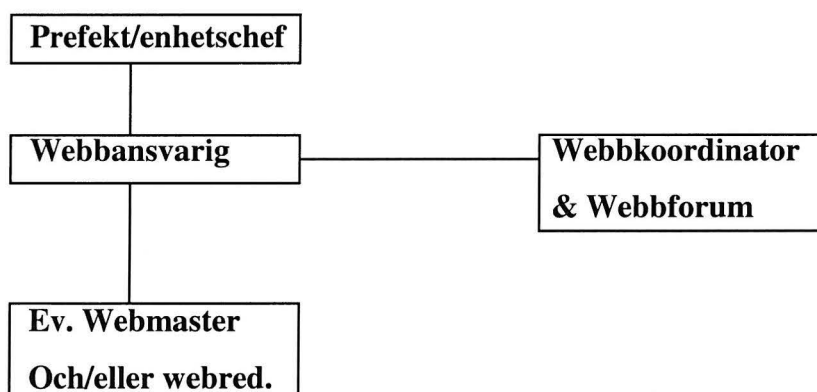 Prefekt/enhetschef
Webbansvarig
Webbkoordinator
& Webbforum
Ev. Webmaster
Och/eller webred.